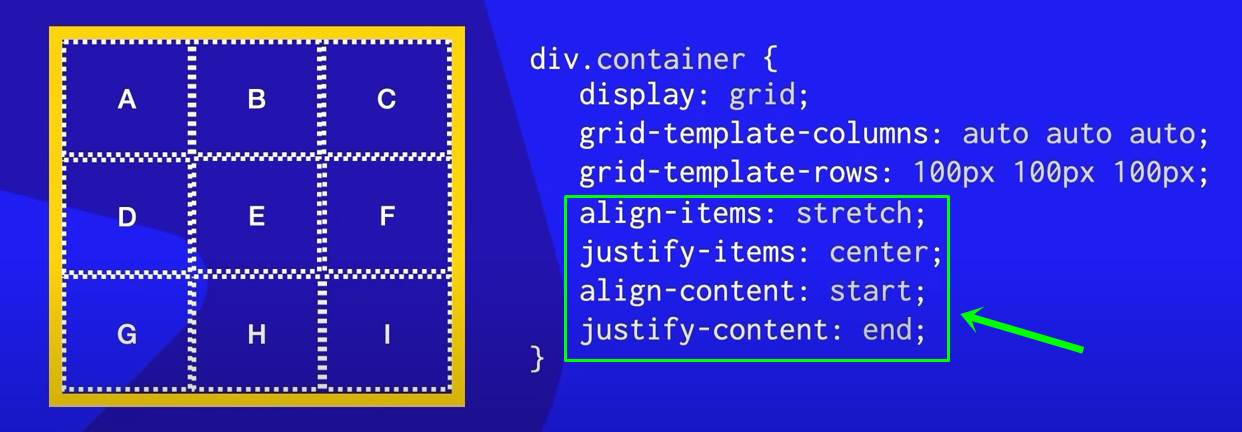 A B C
D E F
G H I
div.container {
display: grid;
grid-template-columns: auto auto auto;
grid-template-rows: 100px 100px 100px;
align-items: stretch;
justify-items: center;
align-content: start;
justify-content: end;
}